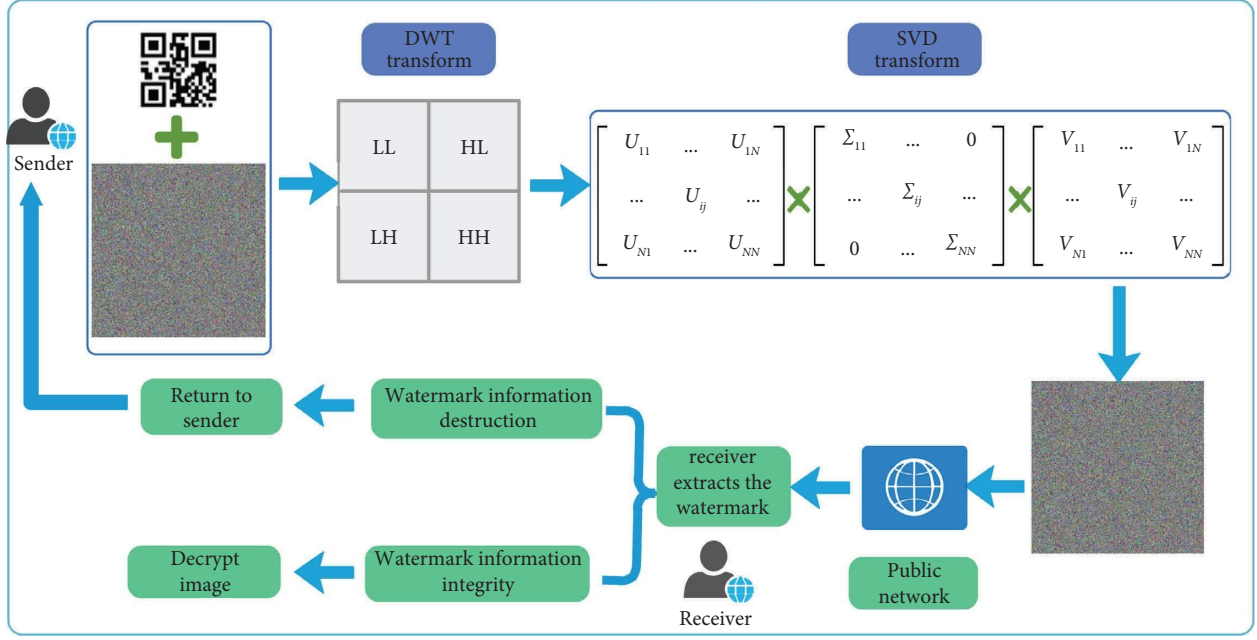 DWT
transform
SVD
transform
Sender
LL HL
LH HH
U11 ... U1N
... Uij ...
UN1 ... UNN
Σ11 ... 0
... Σij ...
0 ... ΣNN
V11 ... V1N
... Vij ...
VN1 ... VNN
Return to
sender
Watermark information
destruction
receiver
extracts the
watermark
Decrypt
image
Watermark information
integrity
Receiver
Public
network